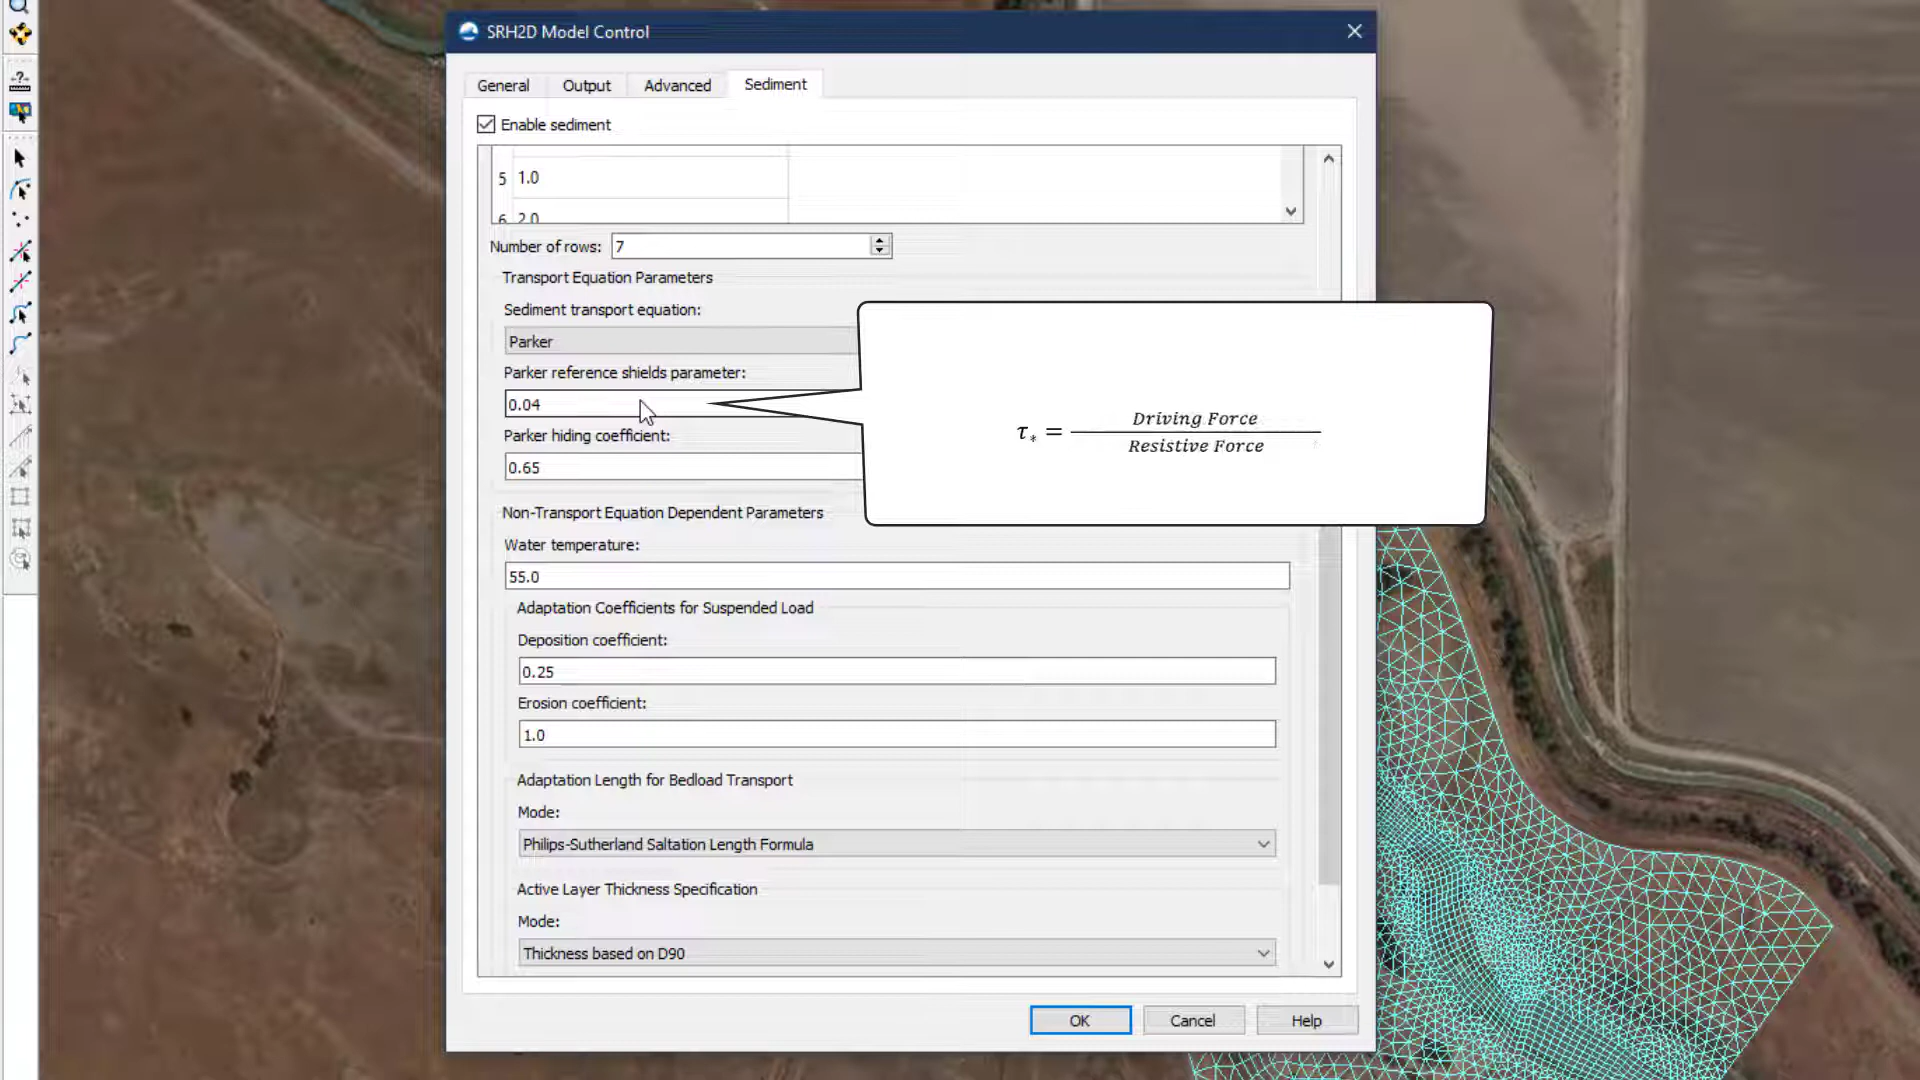 SRH2D Model Control
General Output Advanced Sediment
Enable sediment
5 1.0
6 2.0
Number of rows: 7
Transport Equation Parameters
Sediment transport equation:
Parker
Parker reference shields parameter:
0.04
τ* = Driving Force / Resistive Force
Parker hiding coefficient:
0.65
Non-Transport Equation Dependent Parameters
Water temperature:
55.0
Adaptation Coefficients for Suspended Load
Deposition coefficient:
0.25
Erosion coefficient:
1.0
Adaptation Length for Bedload Transport
Mode:
Philips-Sutherland Saltation Length Formula
Active Layer Thickness Specification
Mode:
Thickness based on D90
OK Cancel Help